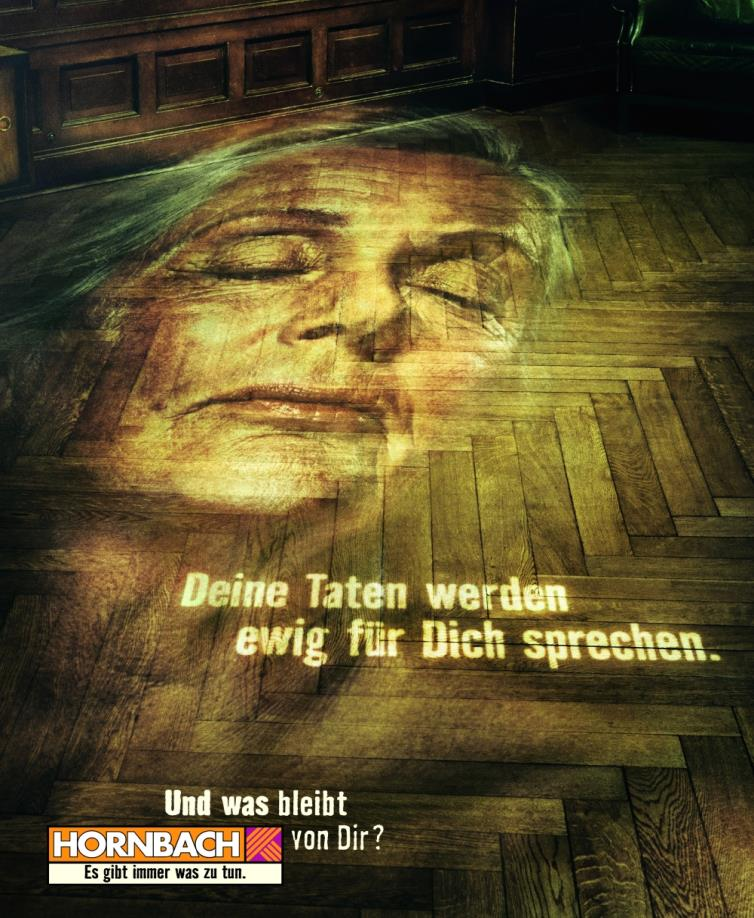 Deine Taten werden
ewig für Dich sprechen.
Und was bleibt
von Dir?
HORNBACH
Es gibt immer was zu tun.